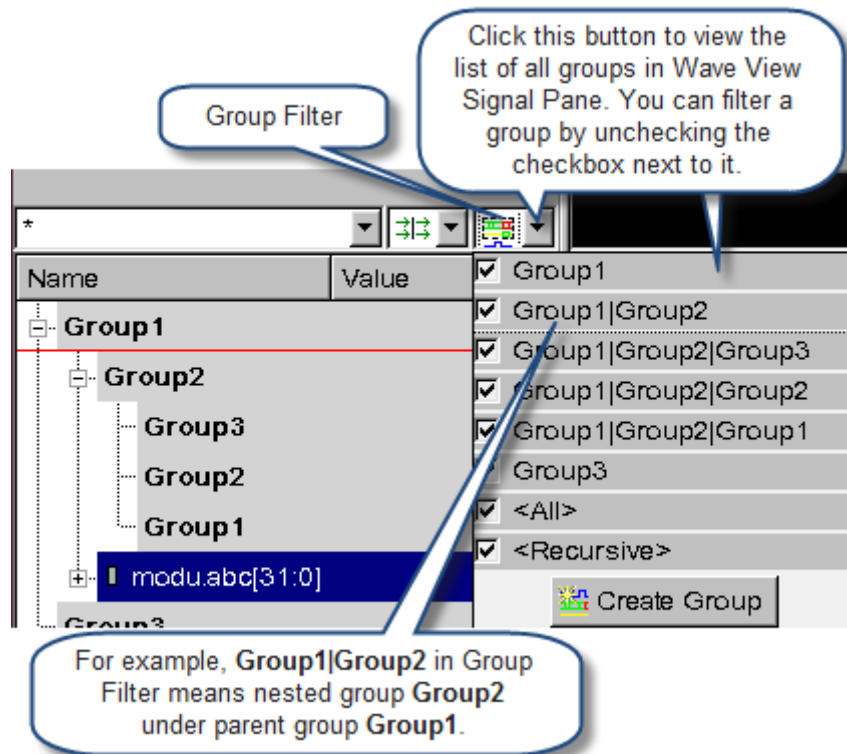 Click this button to view the
list of all groups in Wave View
Signal Pane. You can filter a
group by unchecking the
checkbox next to it.
Group Filter
*
Name Value
Group1
Group2
Group3
Group2
Group1
modu.abc[31:0]
Group3
Group1
Group1|Group2
Group1|Group2|Group3
Group1|Group2|Group2
Group1|Group2|Group1
Group3
<All>
<Recursive>
Create Group
For example, Group1|Group2 in Group
Filter means nested group Group2
under parent group Group1.